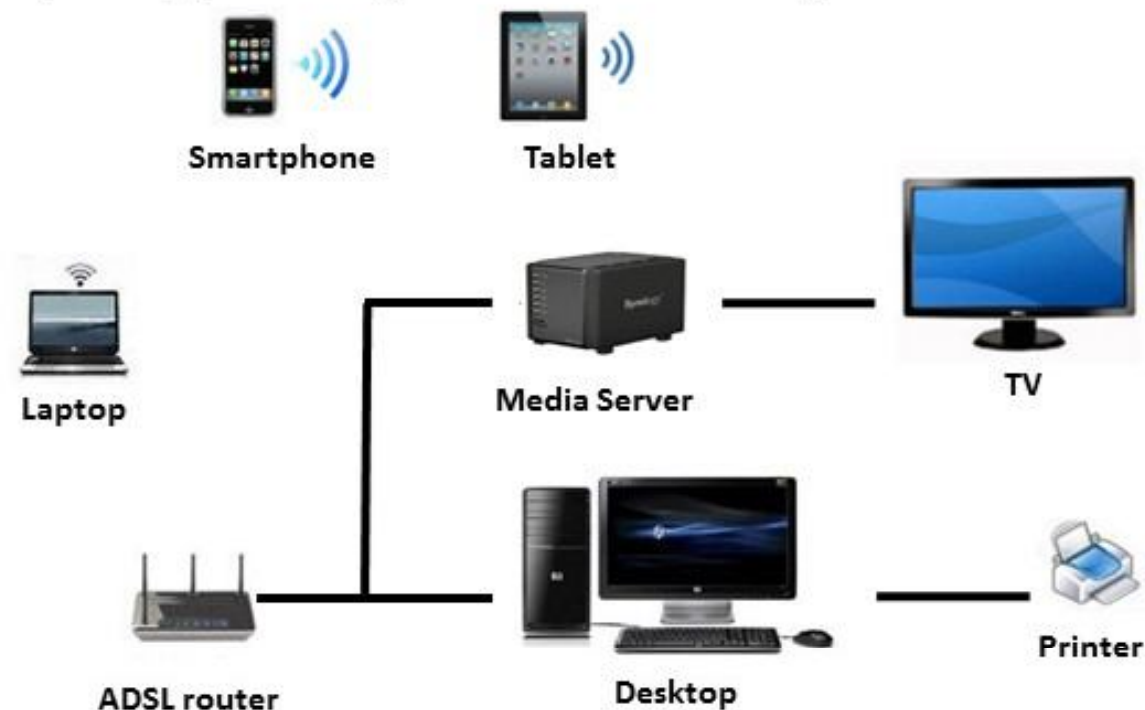 Smartphone
Tablet
Laptop
Media Server
TV
ADSL router
Desktop
Printer